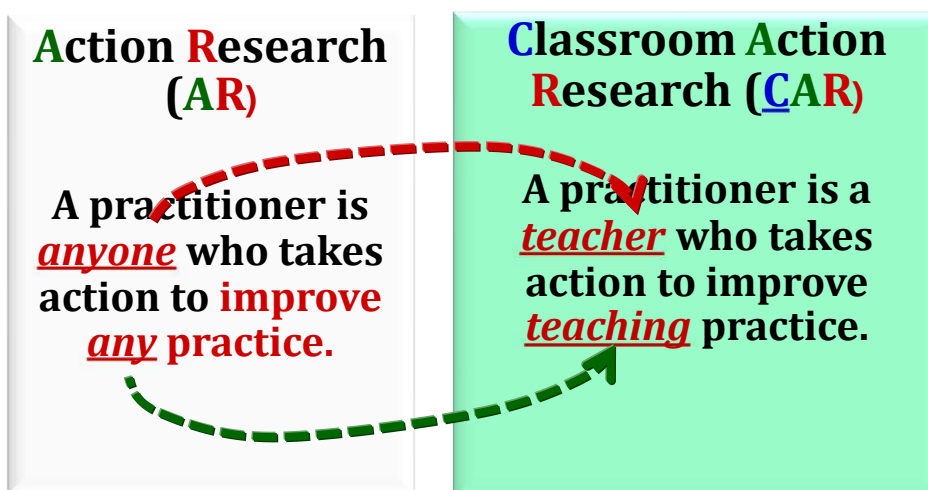 Action Research
(AR)
A practitioner is
anyone who takes
action to improve
any practice.
Classroom Action
Research (CAR)
A practitioner is a
teacher who takes
action to improve
teaching practice.